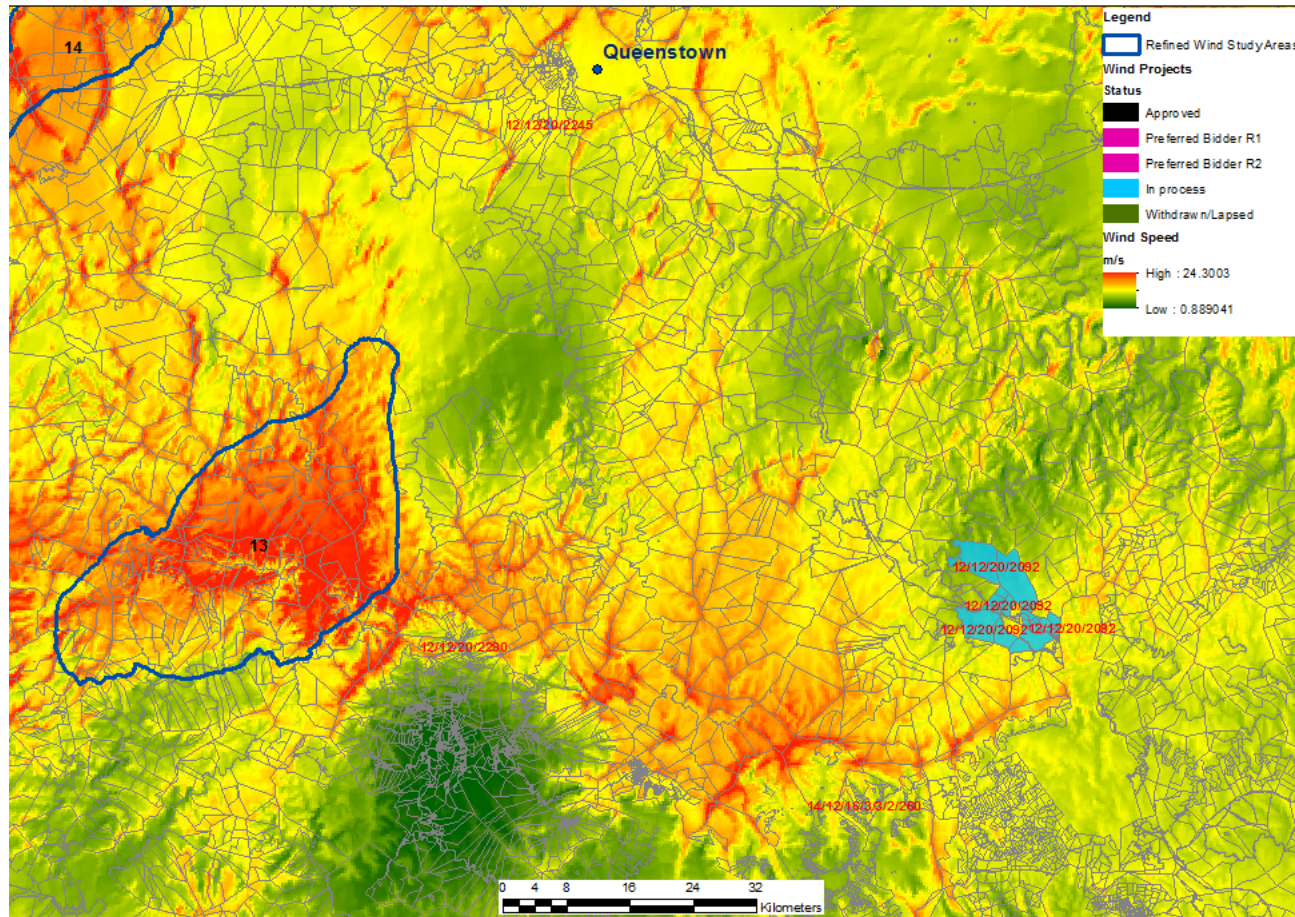 14
Queenstown
12/12/20/2245
Legend
Refined Wind Study Areas
Wind Projects
Status
Approved
Preferred Bidder R1
Preferred Bidder R2
In process
Withdrawn/Lapsed
Wind Speed
m/s
High : 24.3003
Low : 0.889041
13
12/12/20/2092
12/12/20/2092
12/12/20/2092
12/12/20/2092
12/12/20/2290
14/12/16/3/3/2/260
0 4 8 16 24 32
Kilometers